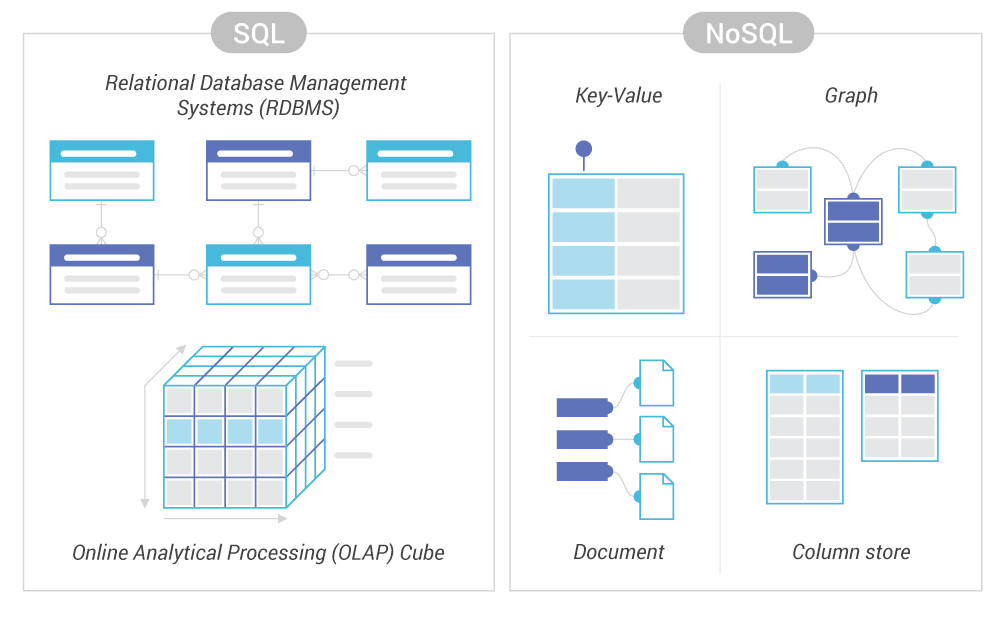 SQL
Relational Database Management
Systems (RDBMS)
Online Analytical Processing (OLAP) Cube
NoSQL
Key-Value
Graph
Document
Column store